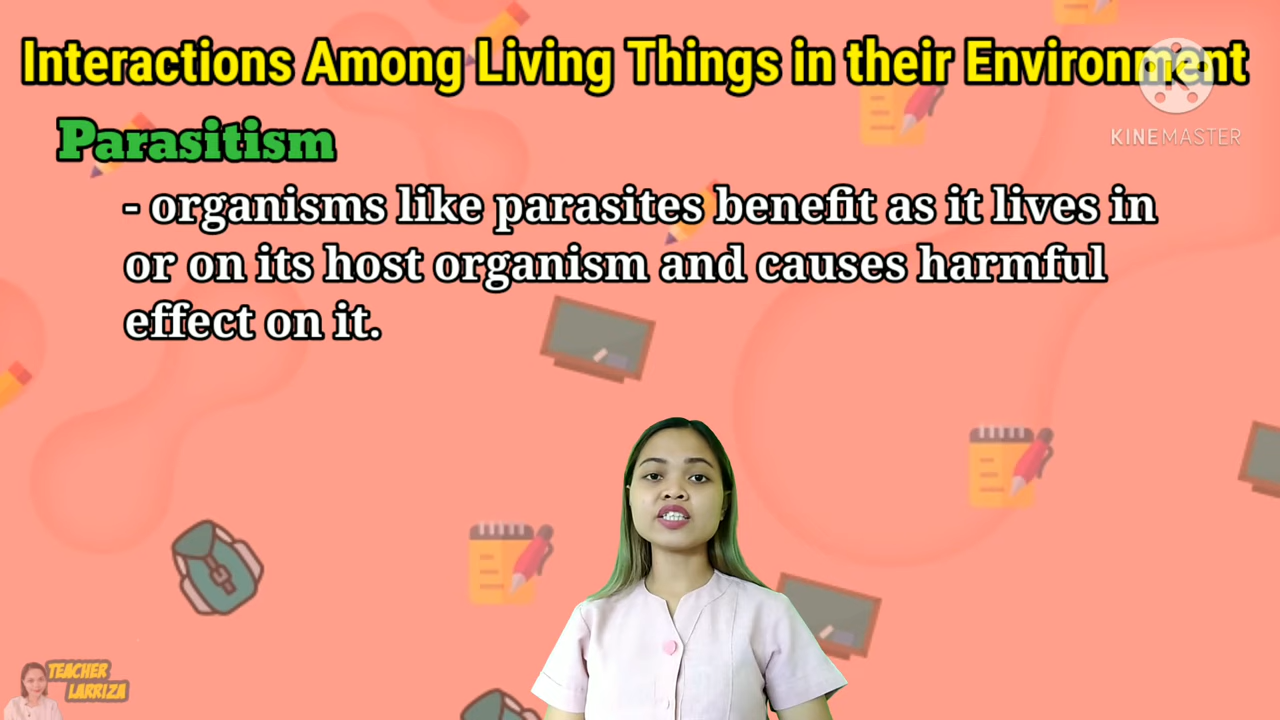 Interactions Among Living Things in their Environment
KINEMASTER
Parasitism
- organisms like parasites benefit as it lives in
or on its host organism and causes harmful
effect on it.
TEACHER
LARRIZA